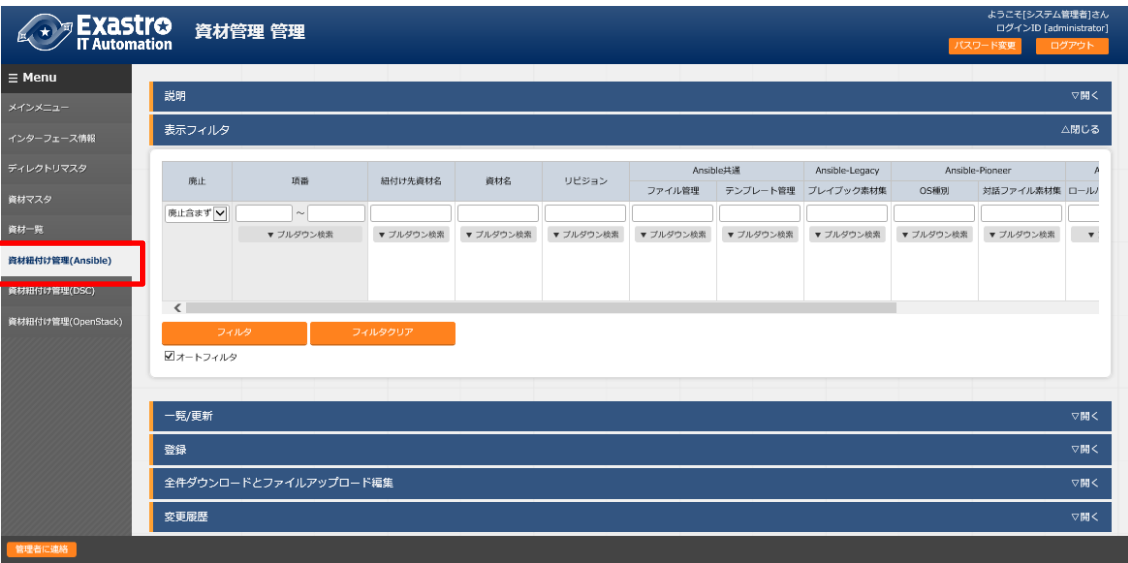 Exastro
IT Automation
資材管理 管理
ようこそ[システム管理者]さん
ログインID [administrator]
パスワード変更
ログアウト
☰ Menu
メインメニュー
インターフェース情報
ディレクトリマスタ
資材マスタ
資材一覧
資材紐付け管理(Ansible)
資材紐付け管理(DSC)
資材紐付け管理(OpenStack)
説明
▽開く
表示フィルタ
△閉じる
廃止
項番
紐付け先資材名
資材名
リビジョン
Ansible共通
Ansible-Legacy
Ansible-Pioneer
A
ファイル管理
テンプレート管理
プレイブック素材集
OS種別
対話ファイル素材集
ロールパ
廃止含まず
～
▼ プルダウン検索
▼ プルダウン検索
▼ プルダウン検索
▼ プルダウン検索
▼ プルダウン検索
▼ プルダウン検索
▼ プルダウン検索
▼ プルダウン検索
▼ プルダウン検索
▼
フィルタ
フィルタクリア
オートフィルタ
一覧/更新
▽開く
登録
▽開く
全件ダウンロードとファイルアップロード編集
▽開く
変更履歴
▽開く
管理者に連絡